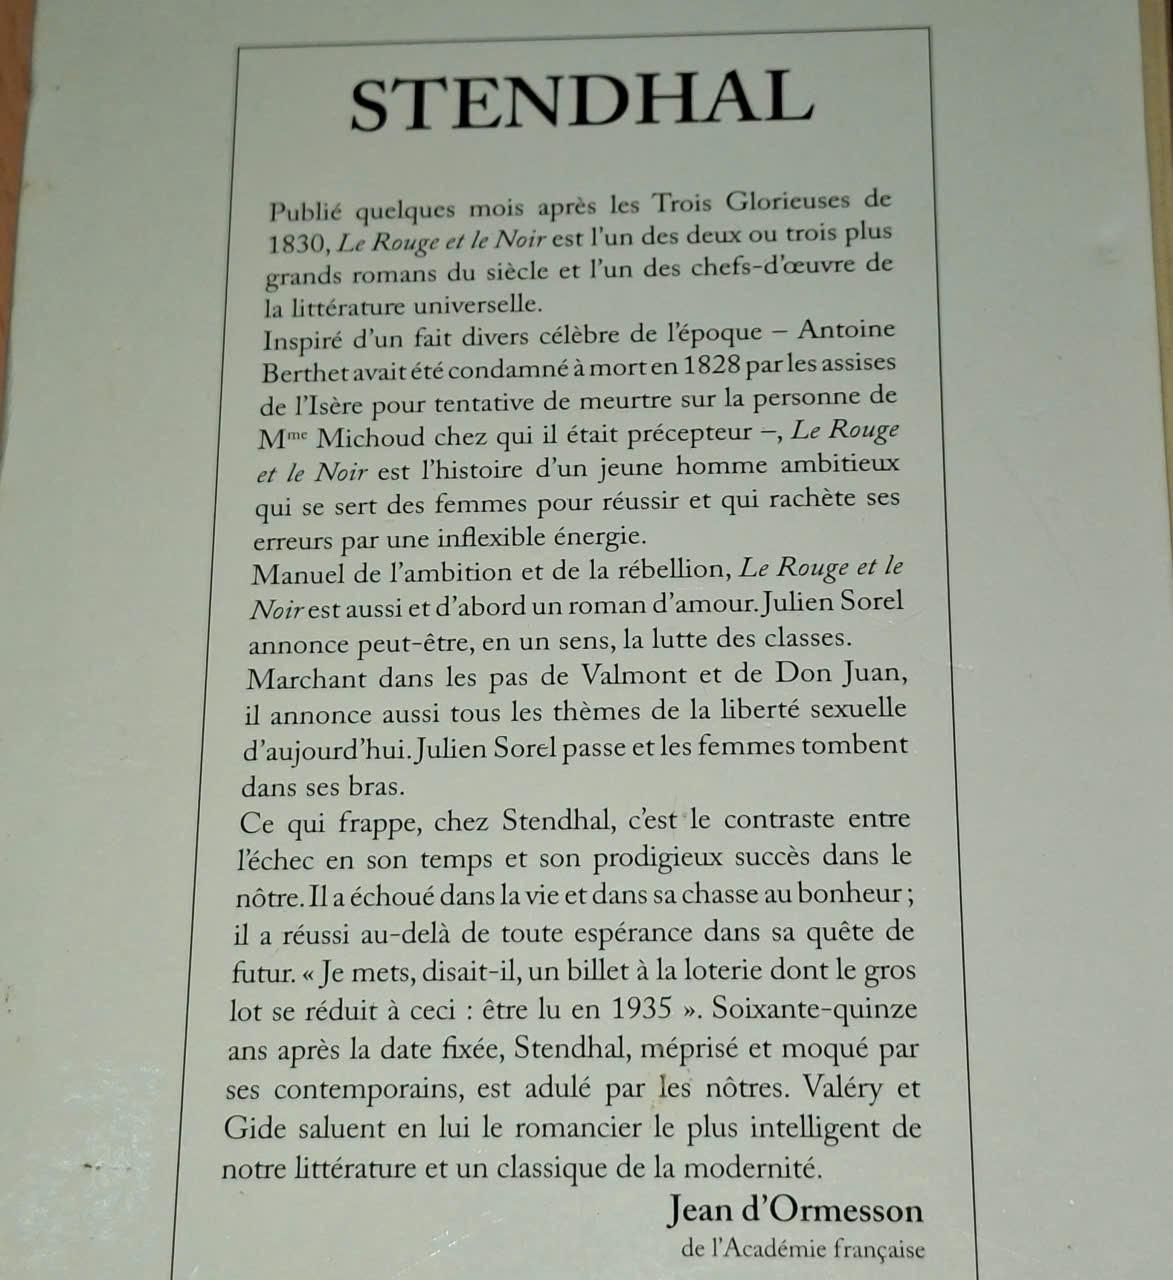 STENDHAL
Publié quelques mois après les Trois Glorieuses de
1830, Le Rouge et le Noir est l'un des deux ou trois plus
grands romans du siècle et l'un des chefs-d'œuvre de
la littérature universelle.
Inspiré d'un fait divers célèbre de l'époque – Antoine
Berthet avait été condamné à mort en 1828 par les assises
de l'Isère pour tentative de meurtre sur la personne de
Mme Michoud chez qui il était précepteur –, Le Rouge
et le Noir est l'histoire d'un jeune homme ambitieux
qui se sert des femmes pour réussir et qui rachète ses
erreurs par une inflexible énergie.
Manuel de l'ambition et de la rébellion, Le Rouge et le
Noir est aussi et d'abord un roman d'amour. Julien Sorel
annonce peut-être, en un sens, la lutte des classes.
Marchant dans les pas de Valmont et de Don Juan,
il annonce aussi tous les thèmes de la liberté sexuelle
d'aujourd'hui. Julien Sorel passe et les femmes tombent
dans ses bras.
Ce qui frappe, chez Stendhal, c'est le contraste entre
l'échec en son temps et son prodigieux succès dans le
nôtre. Il a échoué dans la vie et dans sa chasse au bonheur ;
il a réussi au-delà de toute espérance dans sa quête de
futur. « Je mets, disait-il, un billet à la loterie dont le gros
lot se réduit à ceci : être lu en 1935 ». Soixante-quinze
ans après la date fixée, Stendhal, méprisé et moqué par
ses contemporains, est adulé par les nôtres. Valéry et
Gide saluent en lui le romancier le plus intelligent de
notre littérature et un classique de la modernité.
Jean d'Ormesson
de l'Académie française